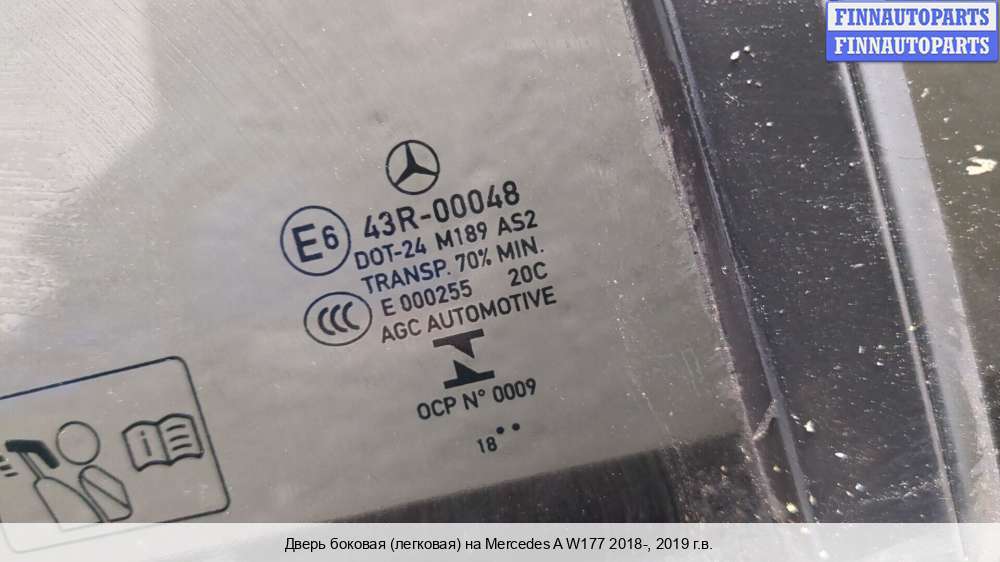 FINNAUTOPARTS
FINNAUTOPARTS
E6
43R-00048
DOT-24 M189 AS2
TRANSP. 70% MIN.
CCC
E 000255 20C
AGC AUTOMOTIVE
OCP N° 0009
18
i
Дверь боковая (легковая) на Mercedes A W177 2018-, 2019 г.в.